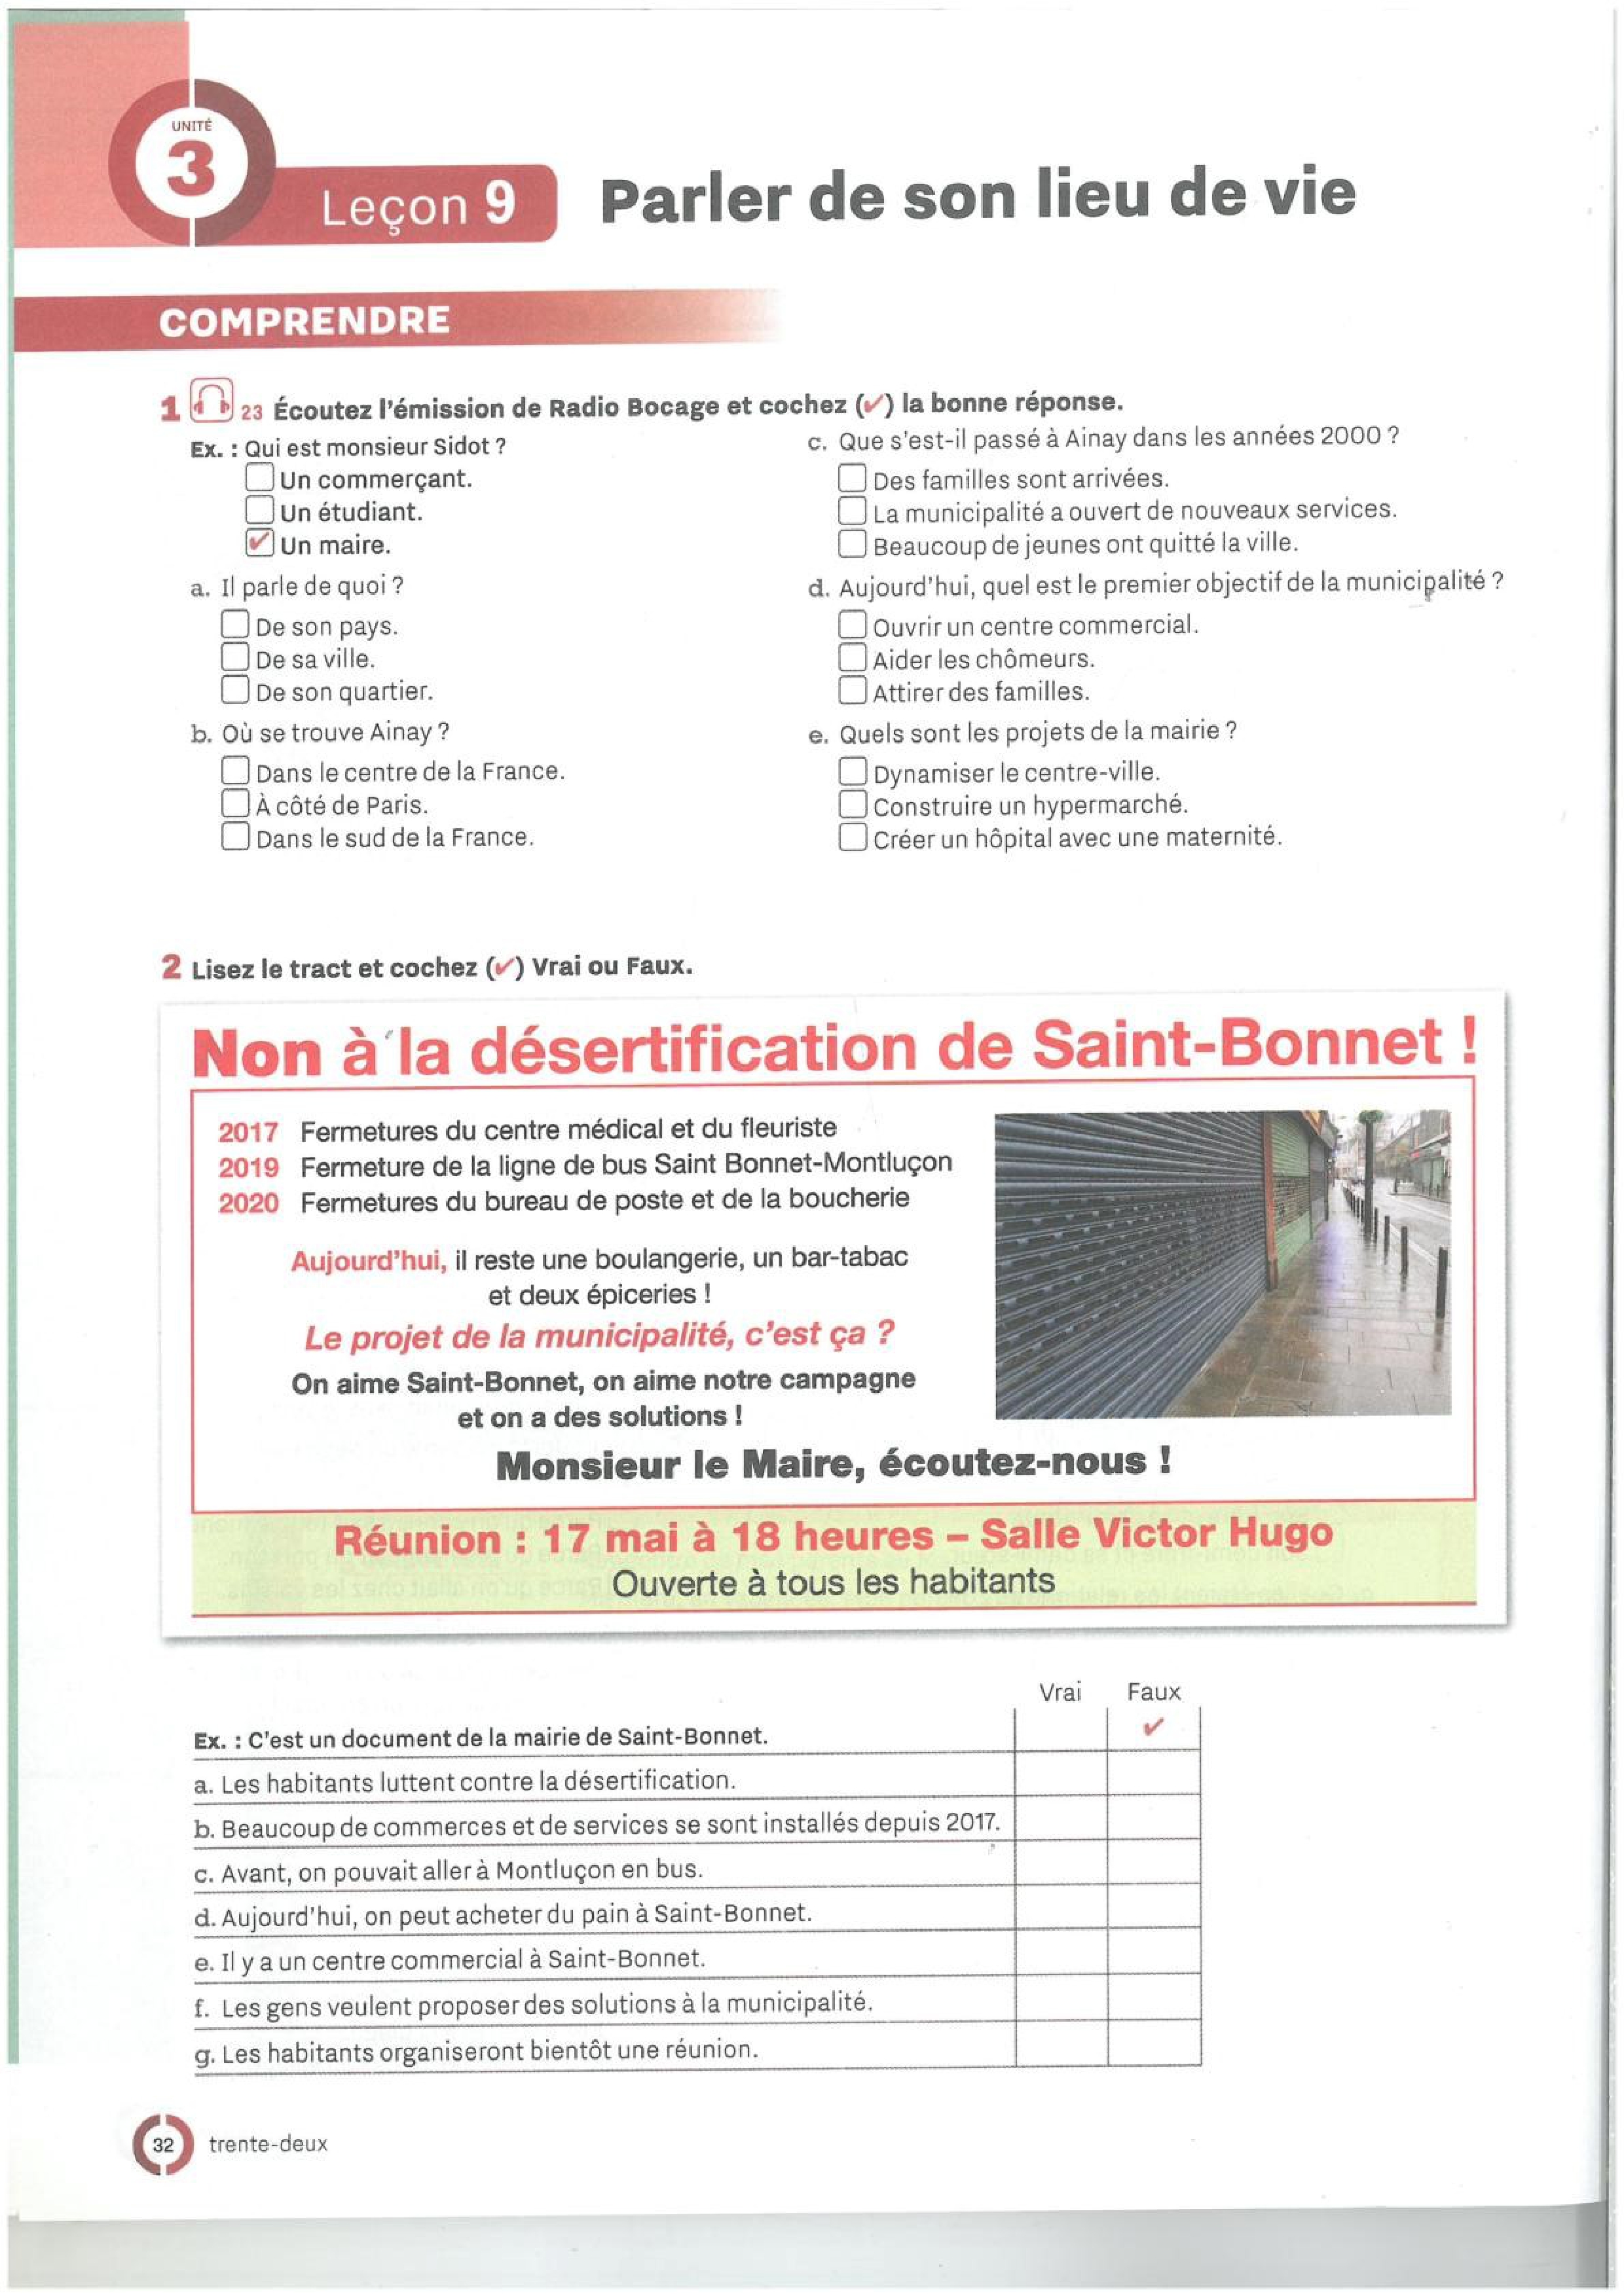 UNITÉ
3
Leçon 9
Parler de son lieu de vie
COMPRENDRE
1 23 Écoutez l'émission de Radio Bocage et cochez (✔) la bonne réponse.
Ex. : Qui est monsieur Sidot ?
☐ Un commerçant.
☐ Un étudiant.
☑ Un maire.
a. Il parle de quoi ?
☐ De son pays.
☐ De sa ville.
☐ De son quartier.
b. Où se trouve Ainay ?
☐ Dans le centre de la France.
☐ À côté de Paris.
☐ Dans le sud de la France.
c. Que s'est-il passé à Ainay dans les années 2000 ?
☐ Des familles sont arrivées.
☐ La municipalité a ouvert de nouveaux services.
☐ Beaucoup de jeunes ont quitté la ville.
d. Aujourd'hui, quel est le premier objectif de la municipalité ?
☐ Ouvrir un centre commercial.
☐ Aider les chômeurs.
☐ Attirer des familles.
e. Quels sont les projets de la mairie ?
☐ Dynamiser le centre-ville.
☐ Construire un hypermarché.
☐ Créer un hôpital avec une maternité.
2 Lisez le tract et cochez (✔) Vrai ou Faux.
Non à la désertification de Saint-Bonnet !
2017 Fermetures du centre médical et du fleuriste
2019 Fermeture de la ligne de bus Saint Bonnet-Montluçon
2020 Fermetures du bureau de poste et de la boucherie
Aujourd'hui, il reste une boulangerie, un bar-tabac
et deux épiceries !
Le projet de la municipalité, c'est ça ?
On aime Saint-Bonnet, on aime notre campagne
et on a des solutions !
Monsieur le Maire, écoutez-nous !
Réunion : 17 mai à 18 heures – Salle Victor Hugo
Ouverte à tous les habitants
Vrai Faux
Ex. : C'est un document de la mairie de Saint-Bonnet. ✔
a. Les habitants luttent contre la désertification.
b. Beaucoup de commerces et de services se sont installés depuis 2017.
c. Avant, on pouvait aller à Montluçon en bus.
d. Aujourd'hui, on peut acheter du pain à Saint-Bonnet.
e. Il y a un centre commercial à Saint-Bonnet.
f. Les gens veulent proposer des solutions à la municipalité.
g. Les habitants organiseront bientôt une réunion.
32 trente-deux